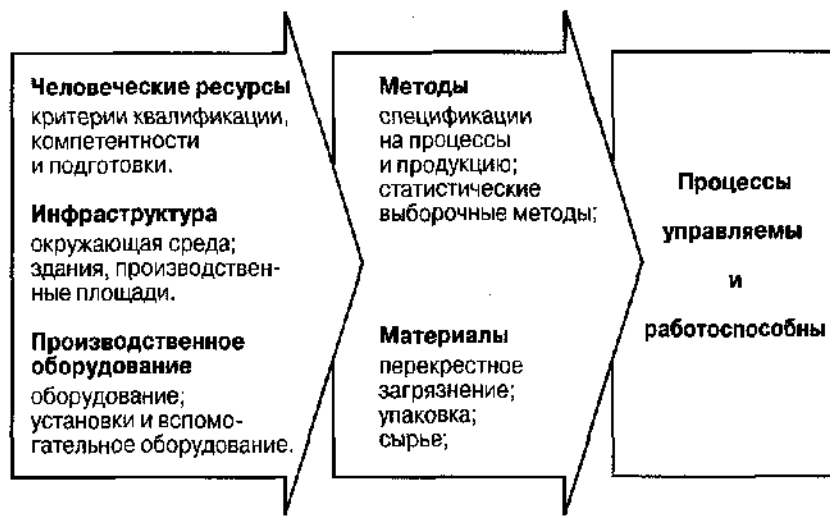 Человеческие ресурсы
критерии квалификации,
компетентности
и подготовки.
Инфраструктура
окружающая среда;
здания, производствен-
ные площади.
Производственное
оборудование
оборудование;
установки и вспомо-
гательное оборудование.
Методы
спецификации
на процессы
и продукцию;
статистические
выборочные методы;
Материалы
перекрестное
загрязнение;
упаковка;
сырье;
Процессы
управляемы
и
работоспособны